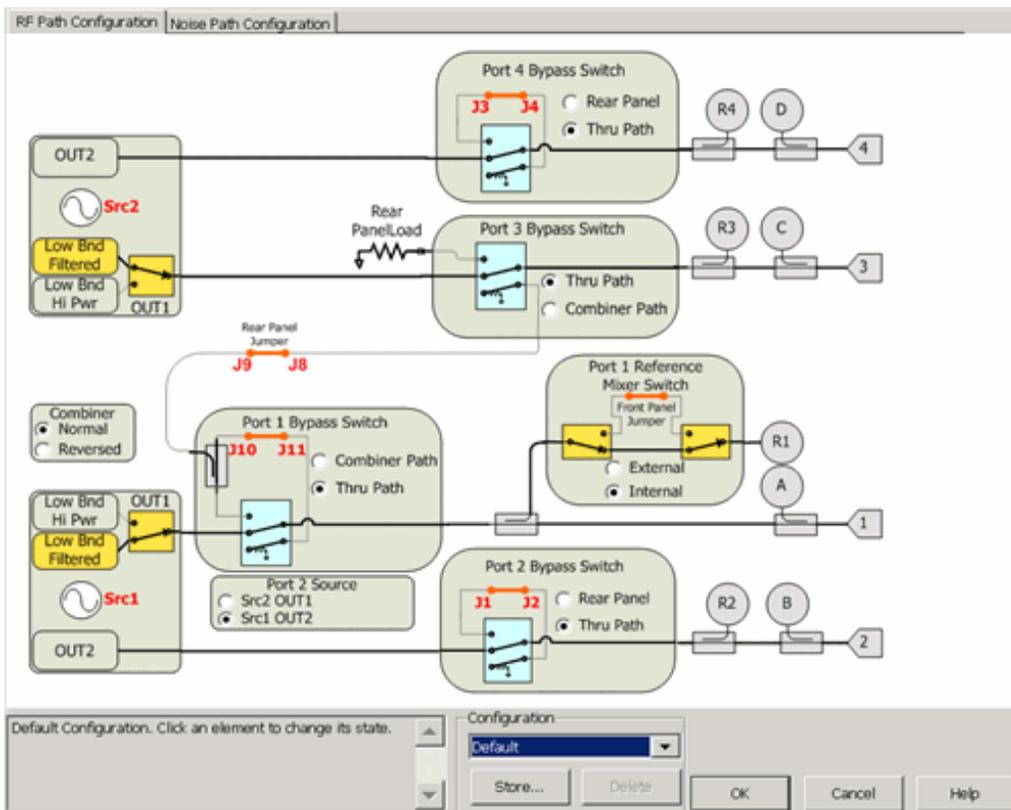 RF Path Configuration
Noise Path Configuration
Port 4 Bypass Switch
J3
J4
Rear Panel
Thru Path
R4
D
4
OUT2
Src2
Low Bnd
Filtered
Low Bnd
Hi Pwr
OUT1
Rear
PanelLoad
Port 3 Bypass Switch
Thru Path
Combiner Path
R3
C
3
Rear Panel
Jumper
J9
J8
Port 1 Reference
Mixer Switch
Front Panel
Jumper
External
Internal
R1
A
1
Combiner
Normal
Reversed
Port 1 Bypass Switch
J10
J11
Combiner Path
Thru Path
Low Bnd
Hi Pwr
OUT1
Low Bnd
Filtered
Src1
OUT2
Port 2 Source
Src2 OUT1
Src1 OUT2
Port 2 Bypass Switch
J1
J2
Rear Panel
Thru Path
R2
B
2
Default Configuration. Click an element to change its state.
Configuration
Default
Store...
Delete
OK
Cancel
Help